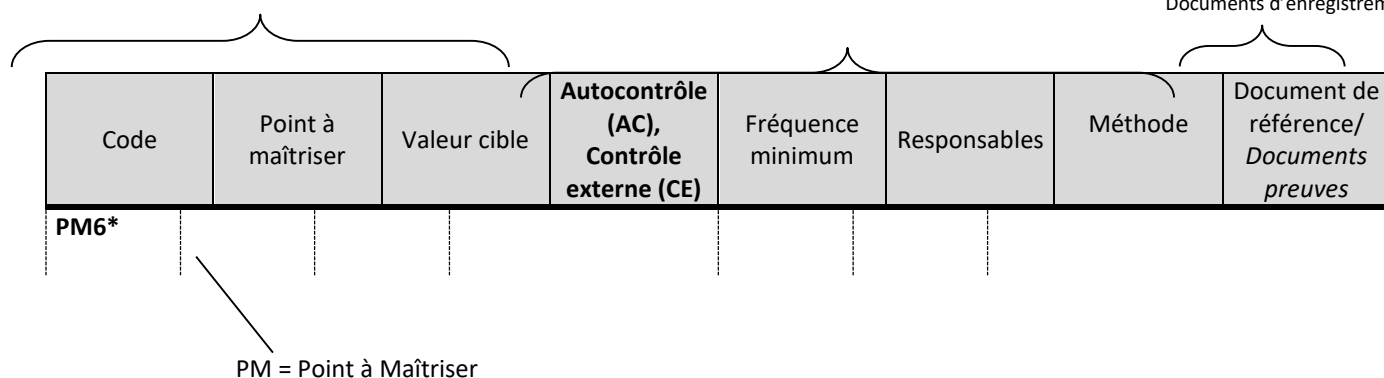 Documents d'enregistrem
Code
Point à
maîtriser
Valeur cible
Autocontrôle
(AC),
Contrôle
externe (CE)
Fréquence
minimum
Responsables
Méthode
Document de
référence/
Documents
preuves
PM6*
PM = Point à Maîtriser